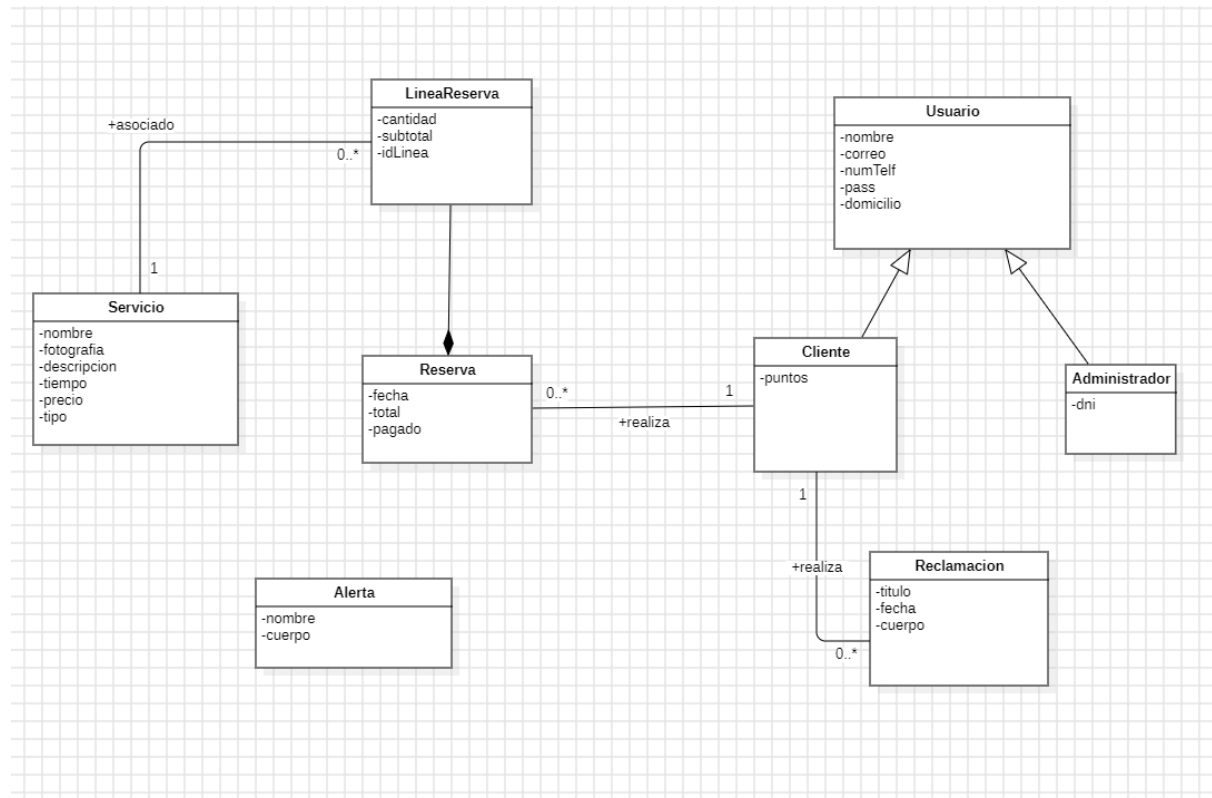 LineaReserva
-cantidad
-subtotal
-idLinea
+asociado
0..*
1
Servicio
-nombre
-fotografia
-descripcion
-tiempo
-precio
-tipo
Reserva
-fecha
-total
-pagado
0..*
1
+realiza
Usuario
-nombre
-correo
-numTelf
-pass
-domicilio
Cliente
-puntos
Administrador
-dni
1
+realiza
0..*
Reclamacion
-titulo
-fecha
-cuerpo
Alerta
-nombre
-cuerpo